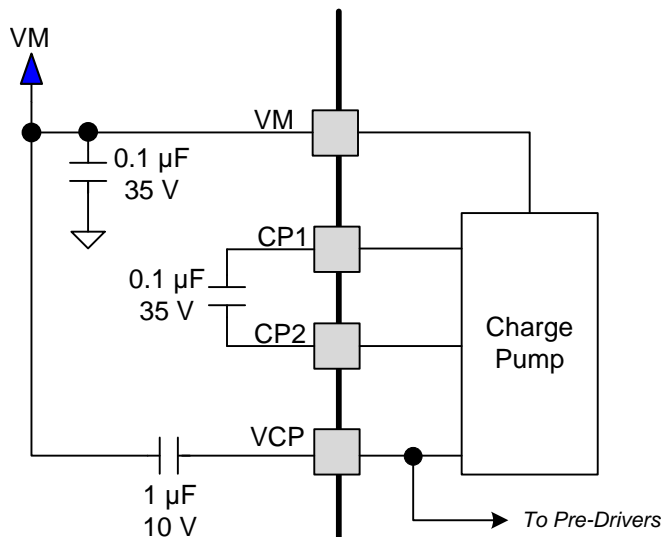 VM
VM
0.1 µF
35 V
CP1
0.1 µF
35 V
CP2
Charge
Pump
VCP
1 µF
10 V
To Pre-Drivers